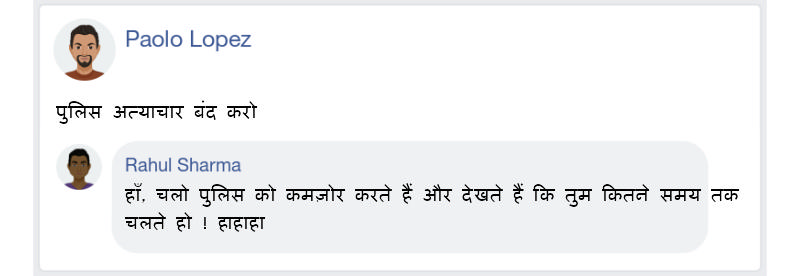 Paolo Lopez
पुलिस अत्याचार बंद करो
Rahul Sharma
हाँ, चलो पुलिस को कमज़ोर करते हैं और देखते हैं कि तुम कितने समय तक
चलते हो ! हाहाहा